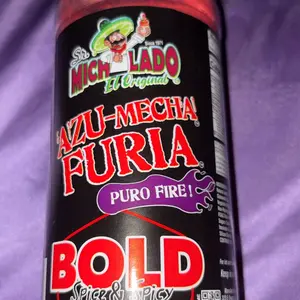 Sr.
Since 1971
MICHELADO
El Original
AZU-MECHA
FURIA
PURO FIRE!
BOLD
Spice & Spicy